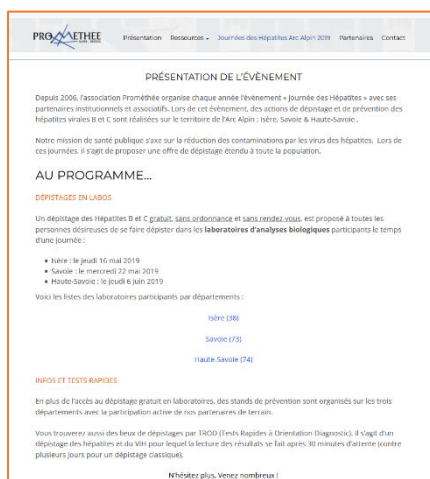 PROMETHEE
Présentation Ressources Journées des Hépatites Arc Alpin 2019 Partenaires Contact
PRÉSENTATION DE L'ÉVÈNEMENT
Depuis 2006, l'association Prométhée organise chaque année l'évènement « Journée des Hépatites » avec ses
partenaires institutionnels et associatifs. Lors de cet évènement, des actions de dépistage et de prévention des
hépatites virales B et C sont réalisées sur le territoire de l'Arc Alpin : Isère, Savoie & Haute-Savoie .
Notre mission de santé publique s'axe sur la réduction des contaminations par les virus des hépatites. Lors de
ces journées, il s'agit de proposer une offre de dépistage étendu à toute la population.
AU PROGRAMME...
DÉPISTAGES EN LABOS
Un dépistage des Hépatites B et C gratuit, sans ordonnance et sans rendez-vous, est proposé à toutes les
personnes désireuses de se faire dépister dans les laboratoires d'analyses biologiques participants le temps
d'une journée :
• Isère : le jeudi 16 mai 2019
• Savoie : le mercredi 22 mai 2019
• Haute-Savoie : le jeudi 6 juin 2019
Voici les listes des laboratoires participants par départements :
Isère (38)
Savoie (73)
Haute Savoie (74)
INFOS ET TESTS RAPIDES
En plus de l'accès au dépistage gratuit en laboratoires, des stands de prévention sont organisés sur les trois
départements avec la participation active de nos partenaires de terrain.
Vous trouverez aussi des lieux de dépistages par TROD (Tests Rapides à Orientation Diagnostic). Il s'agit d'un
dépistage des hépatites et du VIH pour lequel la lecture des résultats se fait après 30 minutes d'attente (contre
plusieurs jours pour un dépistage classique).
N'hésitez plus, Venez nombreux !